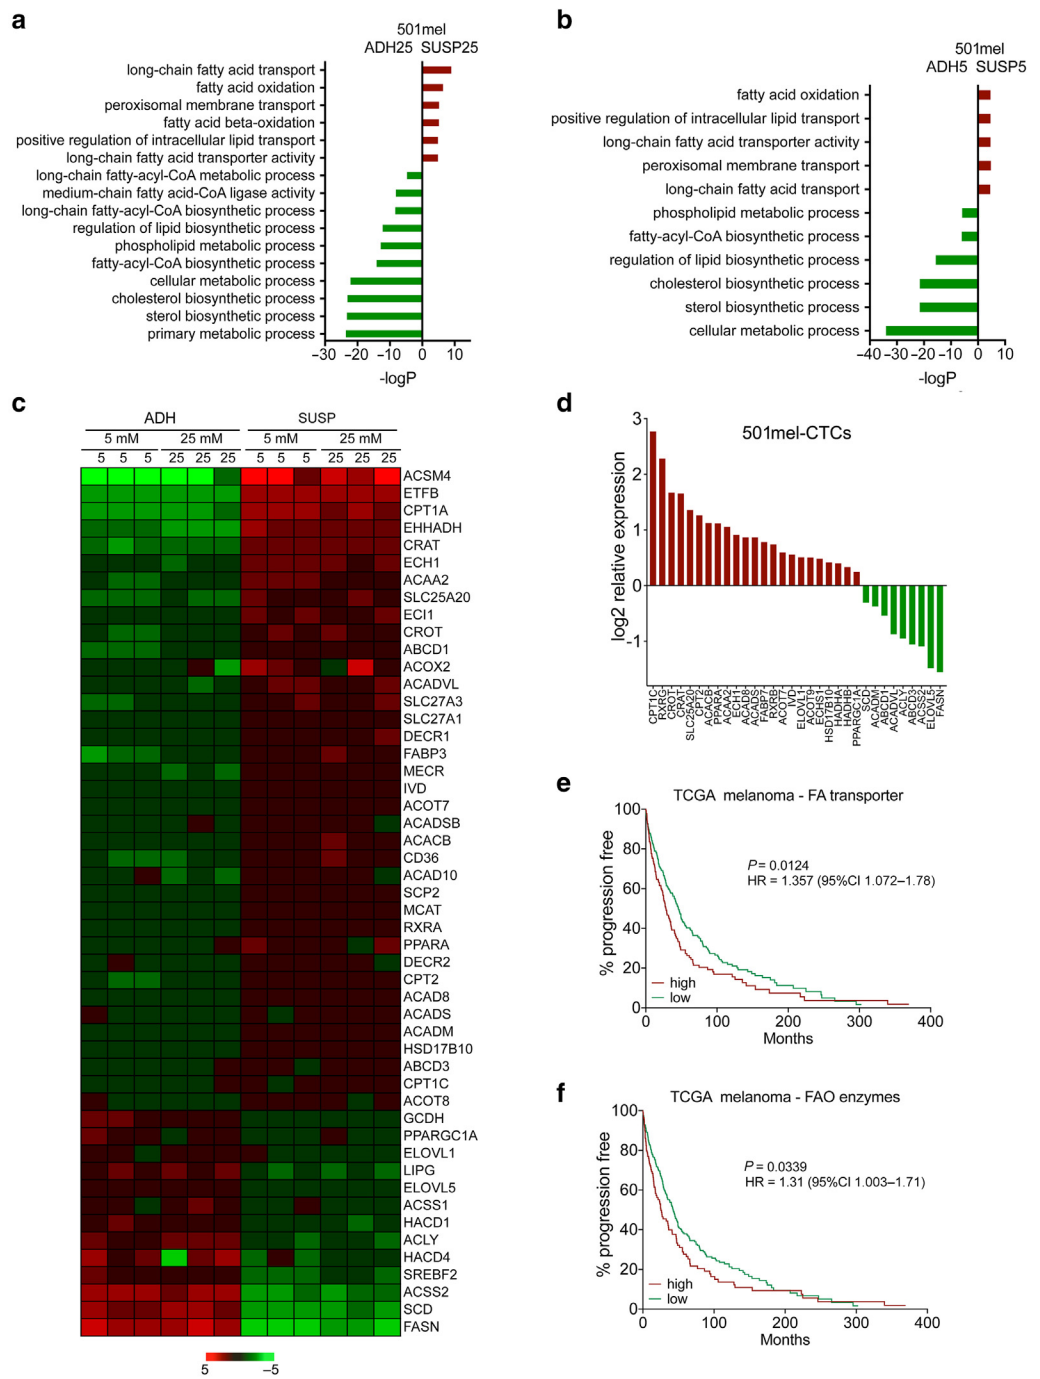 a
501mel
ADH25 SUSP25
long-chain fatty acid transport
fatty acid oxidation
peroxisomal membrane transport
fatty acid beta-oxidation
positive regulation of intracellular lipid transport
long-chain fatty acid transporter activity
long-chain fatty-acyl-CoA metabolic process
medium-chain fatty acid-CoA ligase activity
long-chain fatty-acyl-CoA biosynthetic process
regulation of lipid biosynthetic process
phospholipid metabolic process
fatty-acyl-CoA biosynthetic process
cellular metabolic process
cholesterol biosynthetic process
sterol biosynthetic process
primary metabolic process
−30 −20 −10 0 10
-logP
b
501mel
ADH5 SUSP5
fatty acid oxidation
positive regulation of intracellular lipid transport
long-chain fatty acid transporter activity
peroxisomal membrane transport
long-chain fatty acid transport
phospholipid metabolic process
fatty-acyl-CoA biosynthetic process
regulation of lipid biosynthetic process
cholesterol biosynthetic process
sterol biosynthetic process
cellular metabolic process
−40 −30 −20 −10 0 10
-logP
c
ADH SUSP
5 mM 25 mM 5 mM 25 mM
5 5 5 25 25 25 5 5 5 25 25 25
ACSM4
ETFB
CPT1A
EHHADH
CRAT
ECH1
ACAA2
SLC25A20
ECI1
CROT
ABCD1
ACOX2
ACADVL
SLC27A3
SLC27A1
DECR1
FABP3
MECR
IVD
ACOT7
ACADSB
ACACB
CD36
ACAD10
SCP2
MCAT
RXRA
PPARA
DECR2
CPT2
ACAD8
ACADS
ACADM
HSD17B10
ABCD3
CPT1C
ACOT8
GCDH
PPARGC1A
ELOVL1
LIPG
ELOVL5
ACSS1
HACD1
ACLY
HACD4
SREBF2
ACSS2
SCD
FASN
5 −5
d
501mel-CTCs
log2 relative expression
3
2
1
0
-1
CPT1C
RXRG
CROT
CRAT
SLC25A20
CPT2
ACACB
PPARA
ACAA2
ECH1
ACAD8
ACADS
FABP7
RXRB
ACOT7
IVD
ELOVL1
ACOT9
ECHS1
HSD17B10
HADHA
HADHB
PPARGC1A
SCD
ACADM
ABCD1
ACADVL
ACLY
ABCD3
ACSS2
ELOVL5
FASN
e
TCGA melanoma - FA transporter
% progression free
100
80
60
40
20
0
P = 0.0124
HR = 1.357 (95%CI 1.072–1.78)
high
low
0 100 200 300 400
Months
f
TCGA melanoma - FAO enzymes
% progression free
100
80
60
40
20
0
P = 0.0339
HR = 1.31 (95%CI 1.003–1.71)
high
low
0 100 200 300 400
Months